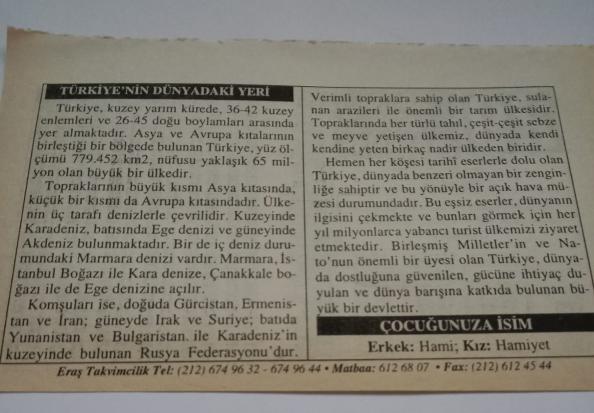 TÜRKİYE'NİN DÜNYADAKİ YERİ
Türkiye, kuzey yarım kürede, 36-42 kuzey
enlemleri ve 26-45 doğu boylamları arasında
yer almaktadır. Asya ve Avrupa kıtalarının
birleştiği bir bölgede bulunan Türkiye, yüz öl-
çümü 779.452 km2, nüfusu yaklaşık 65 mil-
yon olan büyük bir ülkedir.
Topraklarının büyük kısmı Asya kıtasında,
küçük bir kısmı da Avrupa kıtasındadır. Ülke-
nin üç tarafı denizlerle çevrilidir. Kuzeyinde
Karadeniz, batısında Ege denizi ve güneyinde
Akdeniz bulunmaktadır. Bir de iç deniz duru-
mundaki Marmara denizi vardır. Marmara, İs-
tanbul Boğazı ile Kara denize, Çanakkale bo-
ğazı ile de Ege denizine açılır.
Komşuları ise, doğuda Gürcistan, Ermenis-
tan ve İran; güneyde Irak ve Suriye; batıda
Yunanistan ve Bulgaristan. ile Karadeniz'in
kuzeyinde bulunan Rusya Federasyonu'dur.
Verimli topraklara sahip olan Türkiye, sula-
nan arazileri ile önemli bir tarım ülkesidir.
Topraklarında her türlü tahıl, çeşit-çeşit sebze
ve meyve yetişen ülkemiz, dünyada kendi
kendine yeten birkaç nadir ülkeden biridir.
Hemen her köşesi tarihî eserlerle dolu olan
Türkiye, dünyada benzeri olmayan bir zengin-
liğe sahiptir ve bu yönüyle bir açık hava mü-
zesi durumundadır. Bu eşsiz eserler, dünyanın
ilgisini çekmekte ve bunları görmek için her
yıl milyonlarca yabancı turist ülkemizi ziyaret
etmektedir. Birleşmiş Milletler'in ve Na-
to'nun önemli bir üyesi olan Türkiye, dünya-
da dostluğuna güvenilen, gücüne ihtiyaç du-
yulan ve dünya barışına katkıda bulunan bü-
yük bir devlettir.
ÇOCUĞUNUZA İSİM
Erkek: Hami; Kız: Hamiyet
Eraş Takvimcilik Tel: (212) 674 96 32 - 674 96 44 • Matbaa: 612 68 07 • Fax: (212) 612 45 44